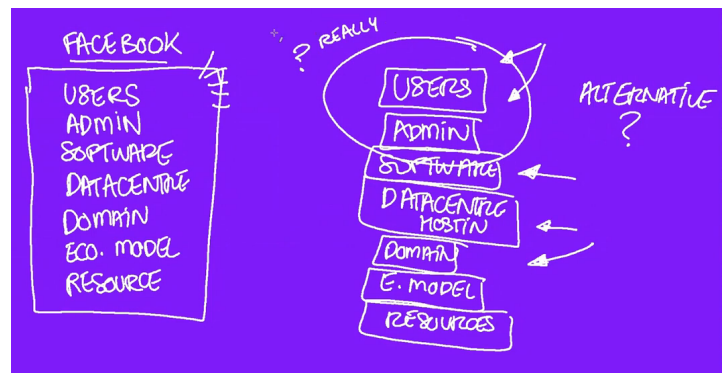 FACEBOOK
USERS
ADMIN
SOFTWARE
DATACENTRE
DOMAIN
ECO. MODEL
RESOURCE
? REALLY
USERS
ADMIN
SOFTWARE
DATACENTRE
HOSTIN
DOMAIN
E. MODEL
RESOURCES
ALTERNATIVE
?